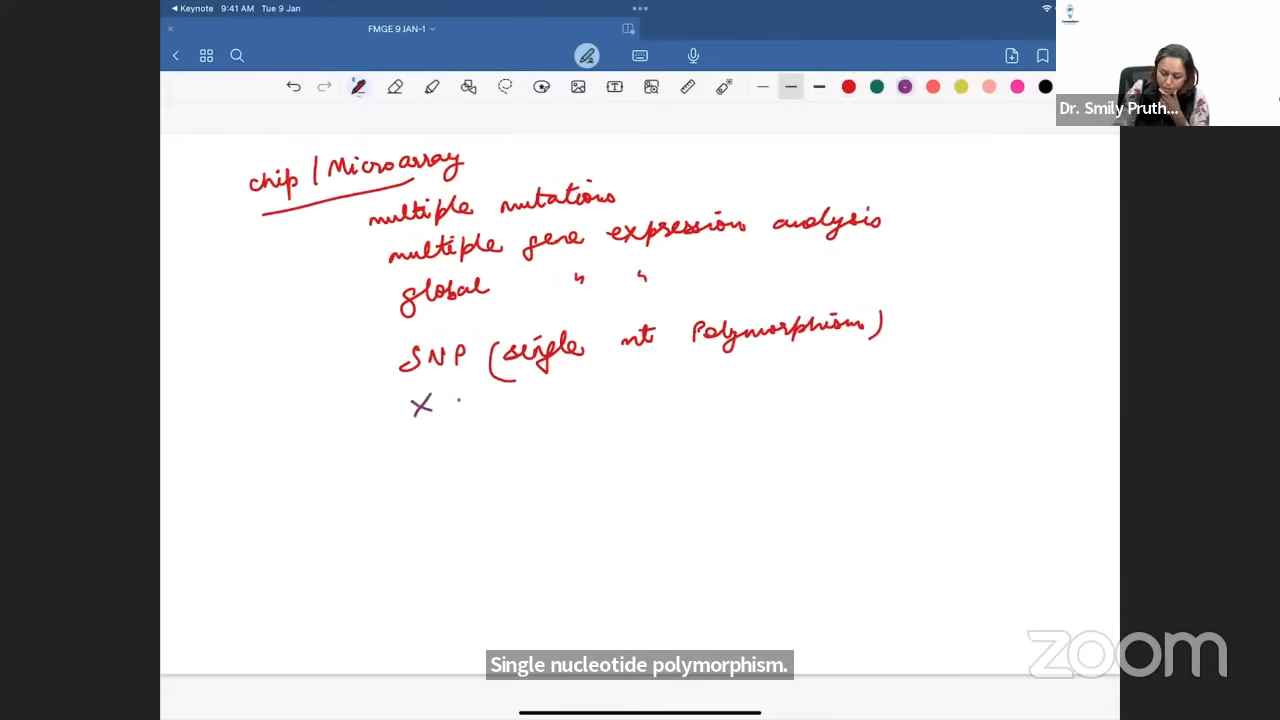 Keynote 9:41 AM Tue 9 Jan
FMGE 9 JAN-1
Dr. Smily Pruth...
chip / Microarray
multiple mutations
multiple gene expression analysis
global " "
SNP (single nt Polymorphism)
X
Single nucleotide polymorphism.
zoom